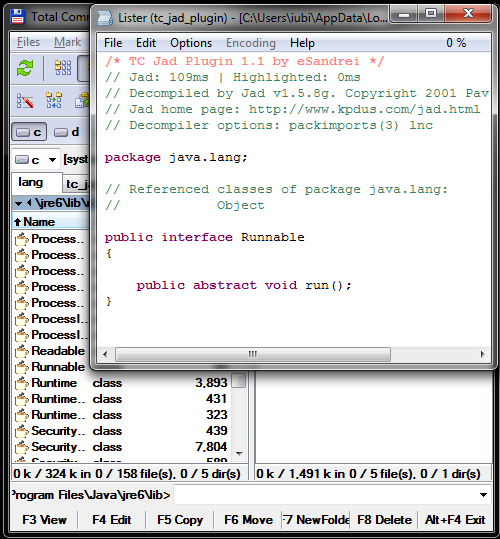 Total Comm
Lister (tc_jad_plugin) - [C:\Users\iubi\AppData\Lo...
Files Mark
File Edit Options Encoding Help 0 %
/* TC Jad Plugin 1.1 by eSandrei */
// Jad: 109ms | Highlighted: 0ms
// Decompiled by Jad v1.5.8g. Copyright 2001 Pav
// Jad home page: http://www.kpdus.com/jad.html
// Decompiler options: packimports(3) lnc
package java.lang;
// Referenced classes of package java.lang:
// Object
public interface Runnable
{
public abstract void run();
}
c d
c [syst
lang tc_j
\jre6\lib\
Name
Process..
Process..
Process..
Process..
Process..
ProcessI..
ProcessI..
Readable
Runnable
Runtime class 3,893
Runtime.. class 431
Runtime.. class 323
Security.. class 439
Security.. class 7,804
Security.. class 589
0 k / 324 k in 0 / 158 file(s), 0 / 5 dir(s)
0 k / 1,491 k in 0 / 5 file(s), 0 / 1 dir(s)
Program Files\Java\jre6\lib>
F3 View F4 Edit F5 Copy F6 Move F7 NewFolde F8 Delete Alt+F4 Exit